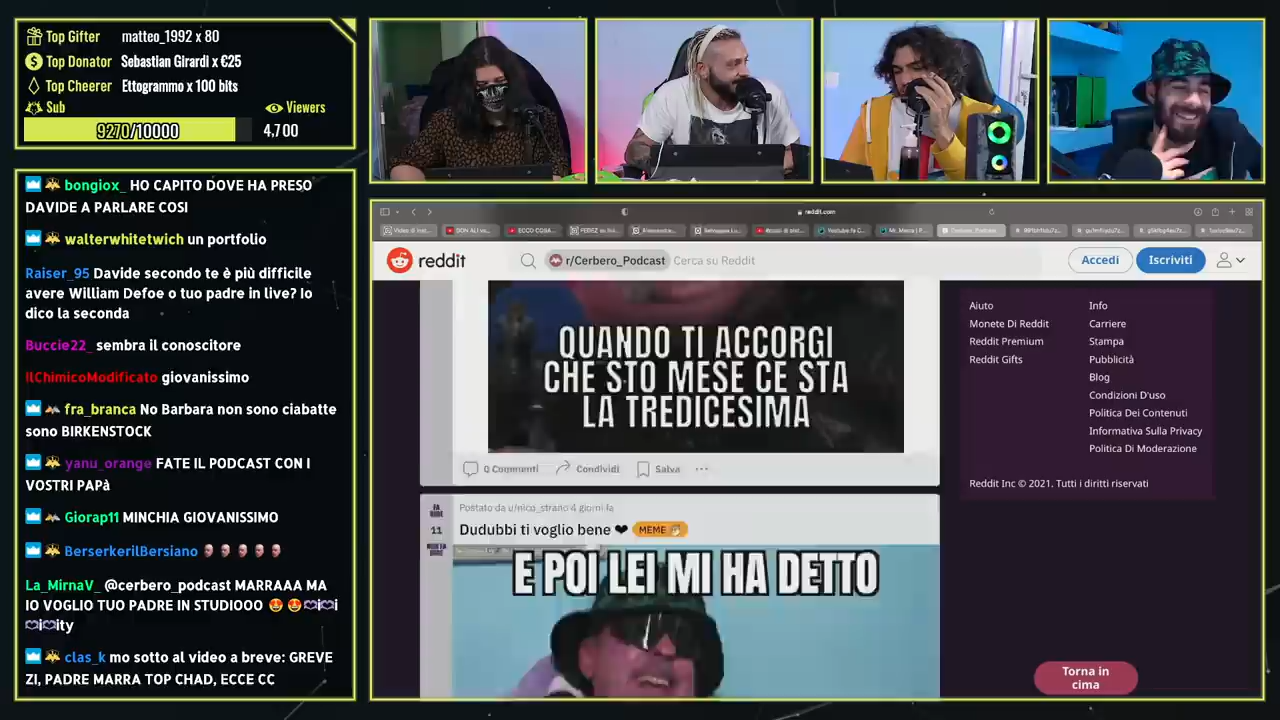 Top Gifter matteo_1992 x 80
Top Donator Sebastian Girardi x €25
Top Cheerer Ettogrammo x 100 bits
Sub Viewers
9270/10000 4,700
bongiox_ HO CAPITO DOVE HA PRESO
DAVIDE A PARLARE COSI
walterwhitetwich un portfolio
Raiser_95 Davide secondo te è più difficile
avere William Defoe o tuo padre in live? Io
dico la seconda
Buccie22_ sembra il conoscitore
IlChimicoModificato giovanissimo
fra_branca No Barbara non sono ciabatte
sono BIRKENSTOCK
yanu_orange FATE IL PODCAST CON I
VOSTRI PAPà
Giorap11 MINCHIA GIOVANISSIMO
BerserkerilBersiano
La_MirnaV_ @cerbero_podcast MARRAAA MA
IO VOGLIO TUO PADRE IN STUDIOOO
clas_k mo sotto al video a breve: GREVE
ZI, PADRE MARRA TOP CHAD, ECCE CC
reddit.com
reddit r/Cerbero_Podcast Cerca su Reddit Accedi Iscriviti
QUANDO TI ACCORGI
CHE STO MESE CE STA
LA TREDICESIMA
0 Commenti Condividi Salva
Postato da u/nico_strano 4 giorni fa
11
Dudubbi ti voglio bene ❤ MEME
E POI LEI MI HA DETTO
Aiuto Info
Monete Di Reddit Carriere
Reddit Premium Stampa
Reddit Gifts Pubblicità
Blog
Condizioni D'uso
Politica Dei Contenuti
Informativa Sulla Privacy
Politica Di Moderazione
Reddit Inc © 2021. Tutti i diritti riservati
Torna in
cima